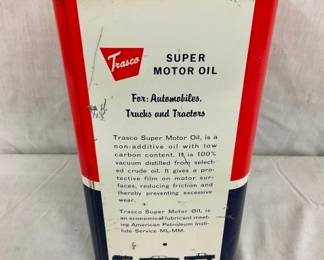 Trasco
SUPER
MOTOR OIL
For: Automobiles,
Trucks and Tractors
Trasco Super Motor Oil, is a
non-additive oil with low
carbon content. It is 100%
vacuum distilled from select-
ed crude oil. It gives a pro-
tective film on motor sur-
faces, reducing friction and
thereby preventing excessive
wear.
Trasco Super Motor Oil, is
an economical lubricant meet-
ing American Petroleum Insti-
tute Service ML-MM.